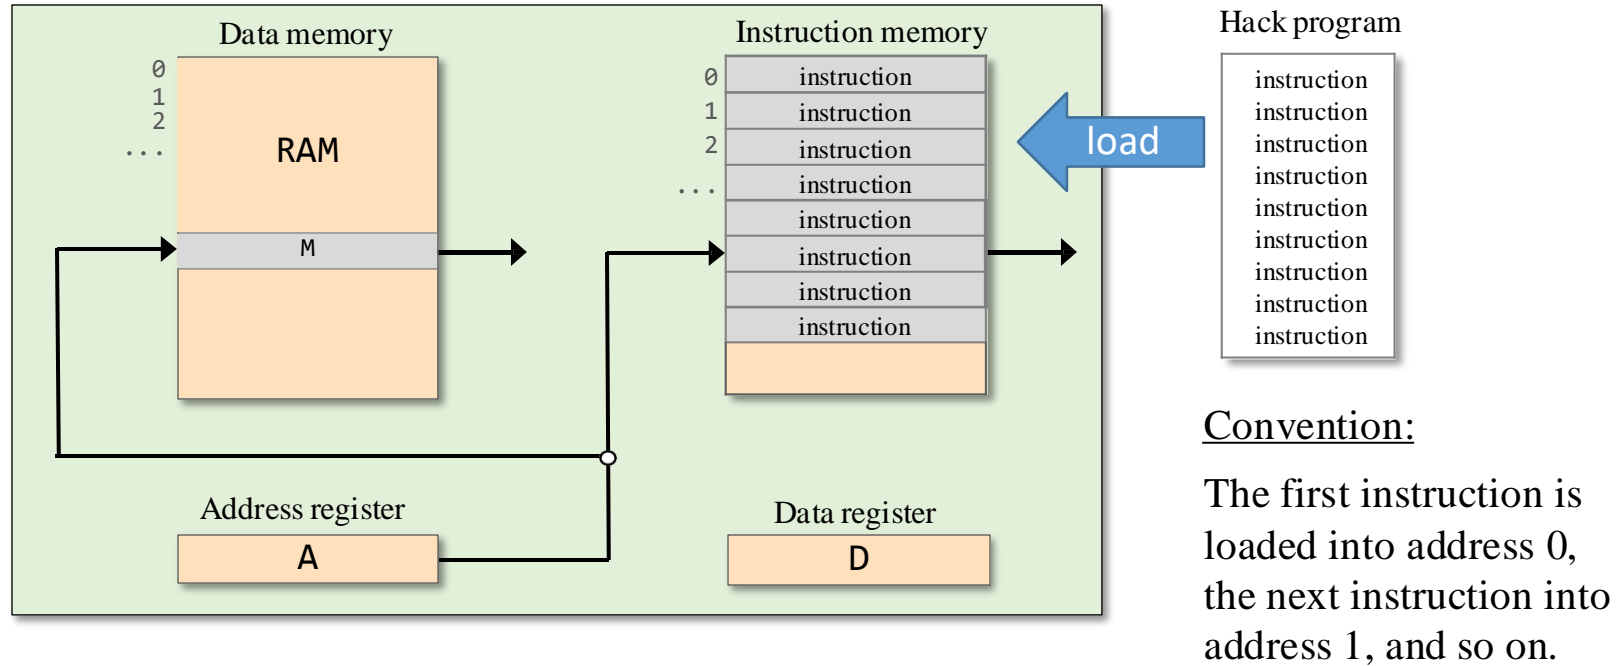 Data memory
0
1
2
...
RAM
M
Instruction memory
0
1
2
...
instruction
instruction
instruction
instruction
instruction
instruction
instruction
instruction
load
Hack program
instruction
instruction
instruction
instruction
instruction
instruction
instruction
instruction
instruction
Address register
A
Data register
D
Convention:
The first instruction is
loaded into address 0,
the next instruction into
address 1, and so on.